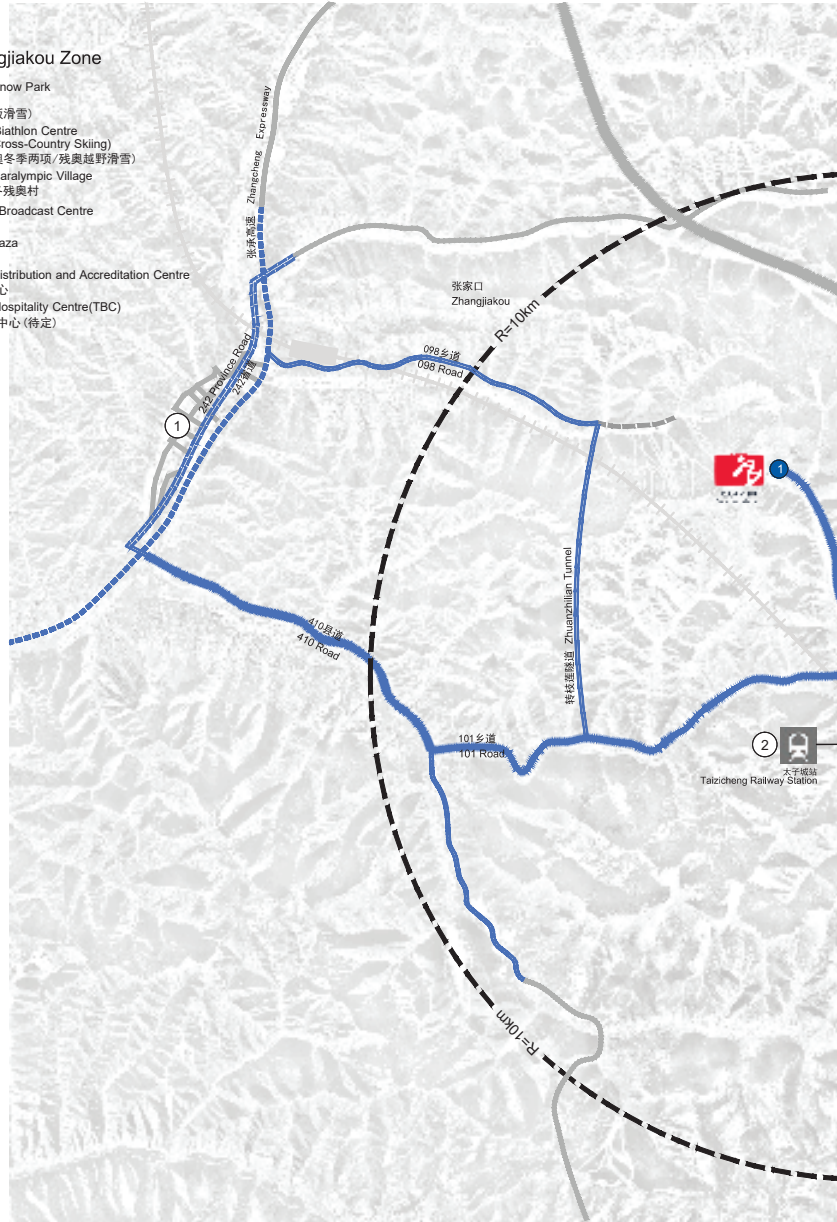 gjiakou Zone
now Park
滑雪）
Biathlon Centre
Cross-Country Skiing)
冬季两项/残奥越野滑雪）
aralympic Village
残奥村
Broadcast Centre
aza
istribution and Accreditation Centre
心
Hospitality Centre(TBC)
中心（待定）
张承高速 Zhangcheng Expressway
张家口
Zhangjiakou
R=10km
098乡道
098 Road
242 Province Road
242省道
1
1
410县道
410 Road
转枝莲隧道 Zhuanzhilian Tunnel
101乡道
101 Road
2
太子城站
Taizicheng Railway Station
R=10km